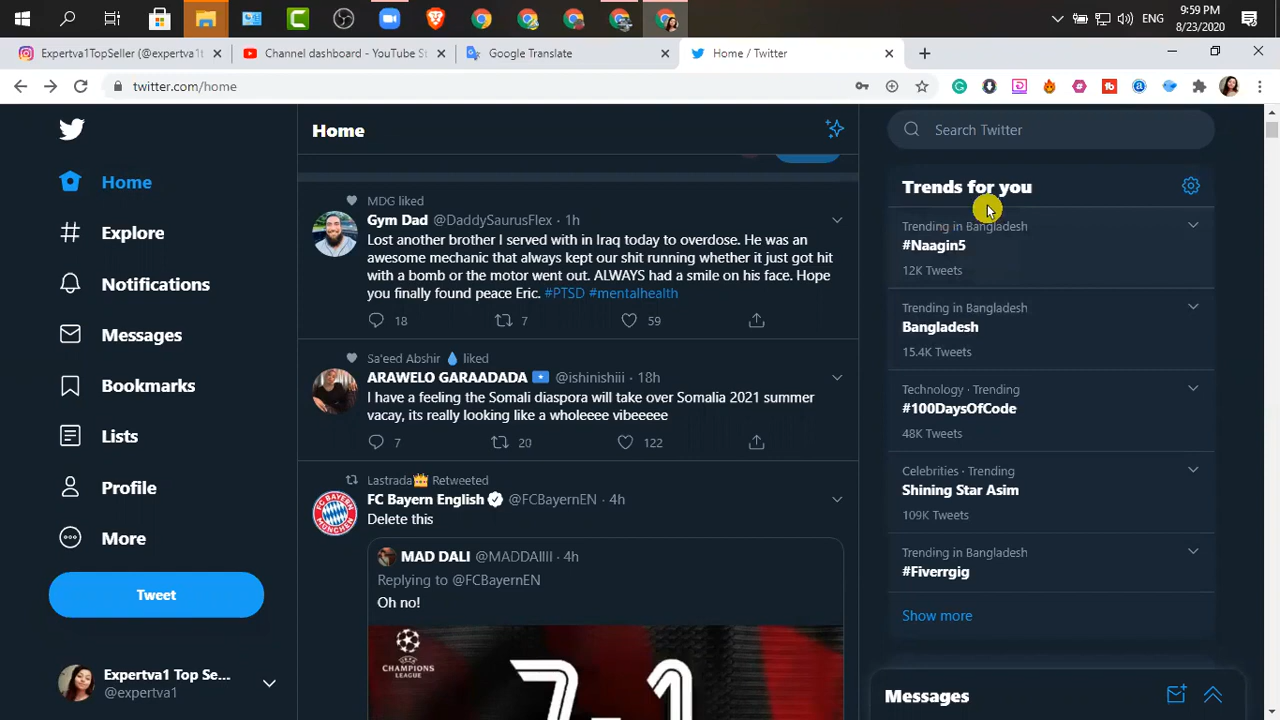 9:59 PM
ENG
8/23/2020
Expertva1TopSeller (@expertva1t
Channel dashboard - YouTube St
Google Translate
Home / Twitter
twitter.com/home
Home
Explore
Notifications
Messages
Bookmarks
Lists
Profile
More
Tweet
Expertva1 Top Se...
@expertva1
Home
MDG liked
Gym Dad @DaddySaurusFlex · 1h
Lost another brother I served with in Iraq today to overdose. He was an
awesome mechanic that always kept our shit running whether it just got hit
with a bomb or the motor went out. ALWAYS had a smile on his face. Hope
you finally found peace Eric. #PTSD #mentalhealth
18 7 59
Sa'eed Abshir 💧 liked
ARAWELO GARAADADA 🇸🇴 @ishinishiii · 18h
I have a feeling the Somali diaspora will take over Somalia 2021 summer
vacay, its really looking like a wholeeee vibeeeee
7 20 122
Lastrada👑 Retweeted
FC Bayern English @FCBayernEN · 4h
Delete this
MAD DALI @MADDAIIII · 4h
Replying to @FCBayernEN
Oh no!
CHAMPIONS
LEAGUE
7-1
FC BAYERN
MÜNCHEN
Search Twitter
Trends for you
Trending in Bangladesh
#Naagin5
12K Tweets
Trending in Bangladesh
Bangladesh
15.4K Tweets
Technology · Trending
#100DaysOfCode
48K Tweets
Celebrities · Trending
Shining Star Asim
109K Tweets
Trending in Bangladesh
#Fiverrgig
Show more
Messages